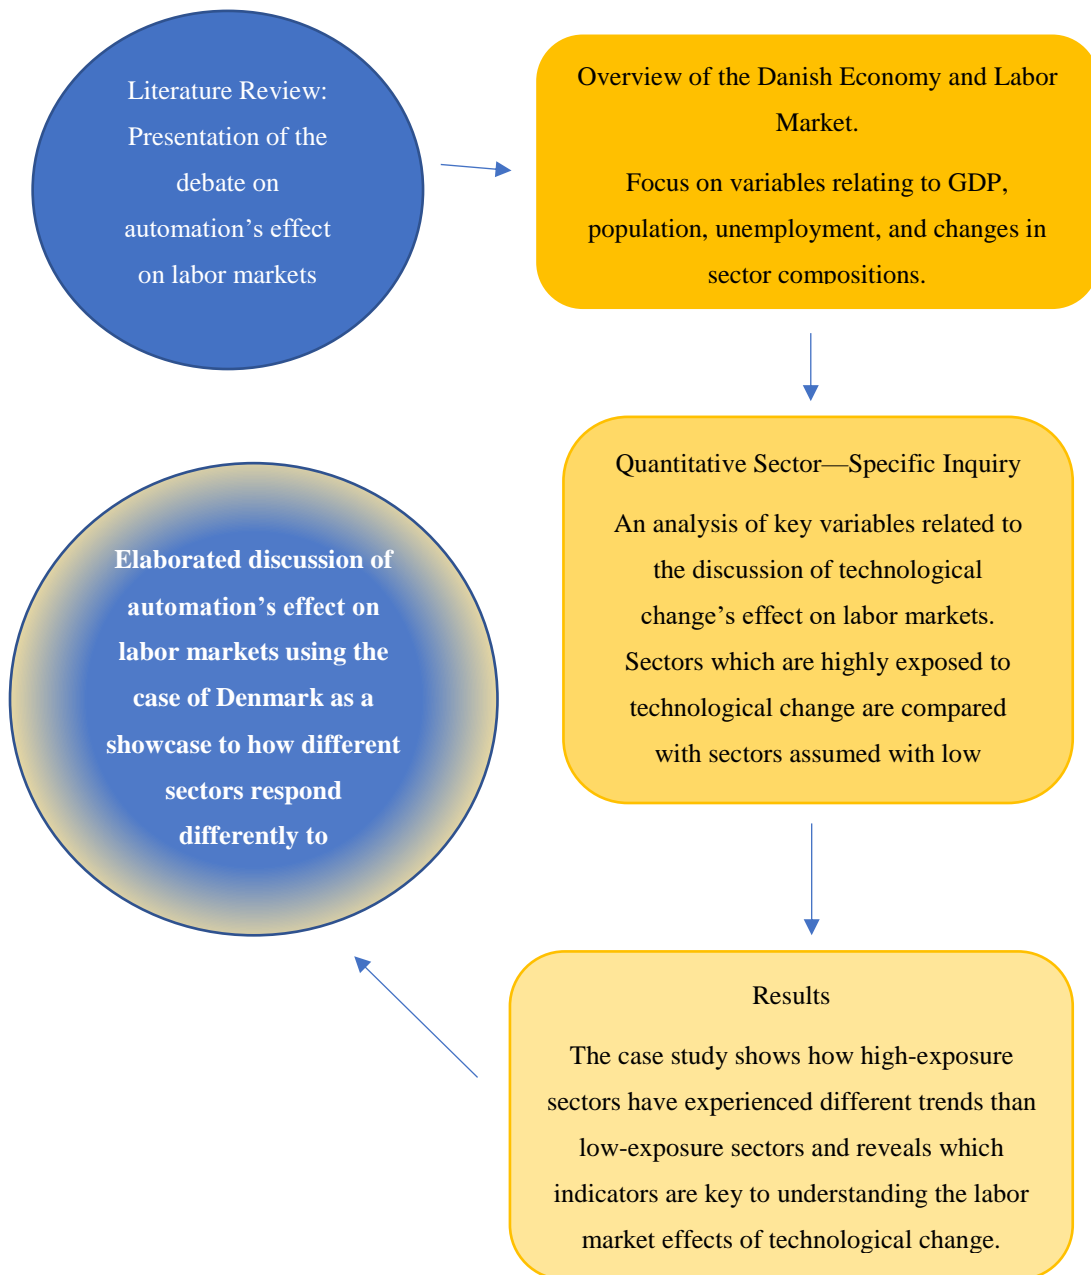 Literature Review:
Presentation of the
debate on
automation’s effect
on labor markets
Overview of the Danish Economy and Labor
Market.
Focus on variables relating to GDP,
population, unemployment, and changes in
sector compositions.
Quantitative Sector—Specific Inquiry
An analysis of key variables related to
the discussion of technological
change’s effect on labor markets.
Sectors which are highly exposed to
technological change are compared
with sectors assumed with low
Results
The case study shows how high-exposure
sectors have experienced different trends than
low-exposure sectors and reveals which
indicators are key to understanding the labor
market effects of technological change.
Elaborated discussion of
automation’s effect on
labor markets using the
case of Denmark as a
showcase to how different
sectors respond
differently to